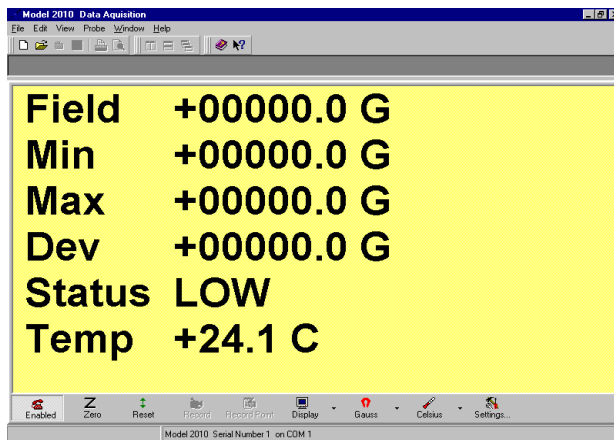 Model 2010 Data Aquisition
File Edit View Probe Window Help
Field +00000.0 G
Min +00000.0 G
Max +00000.0 G
Dev +00000.0 G
Status LOW
Temp +24.1 C
Enabled Zero Reset Record Record Point Display Gauss Celsius Settings...
Model 2010 Serial Number 1 on COM 1